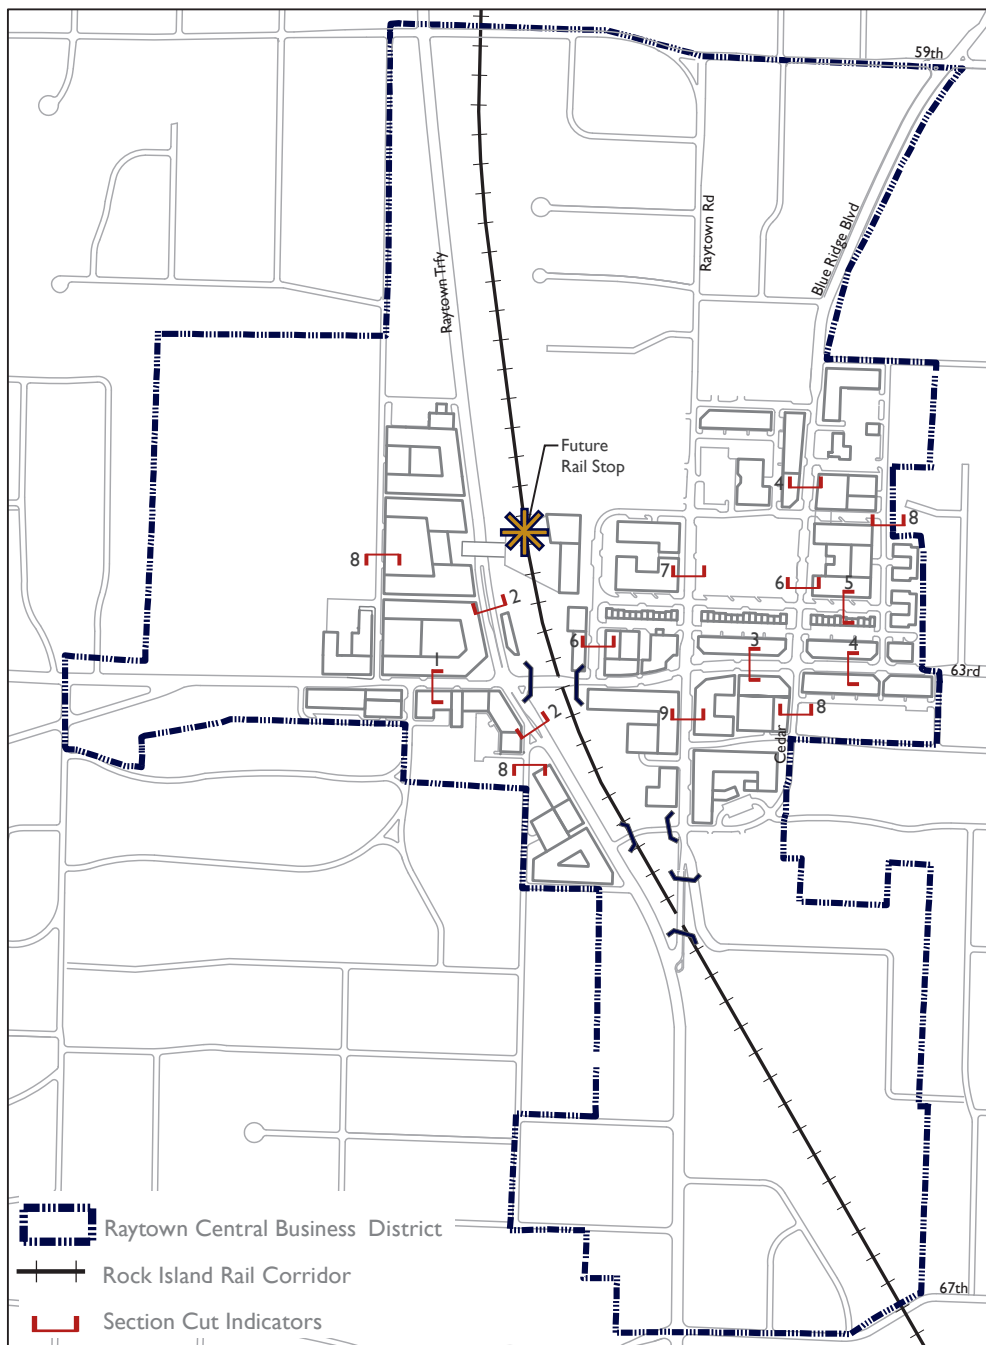 59th
Raytown Rd
Blue Ridge Blvd
Raytown Trfy
Future
Rail Stop
4
8
8
7
6
5
2
6
3
4
1
63rd
2
9
8
Cedar
8
Raytown Central Business District
Rock Island Rail Corridor
67th
Section Cut Indicators